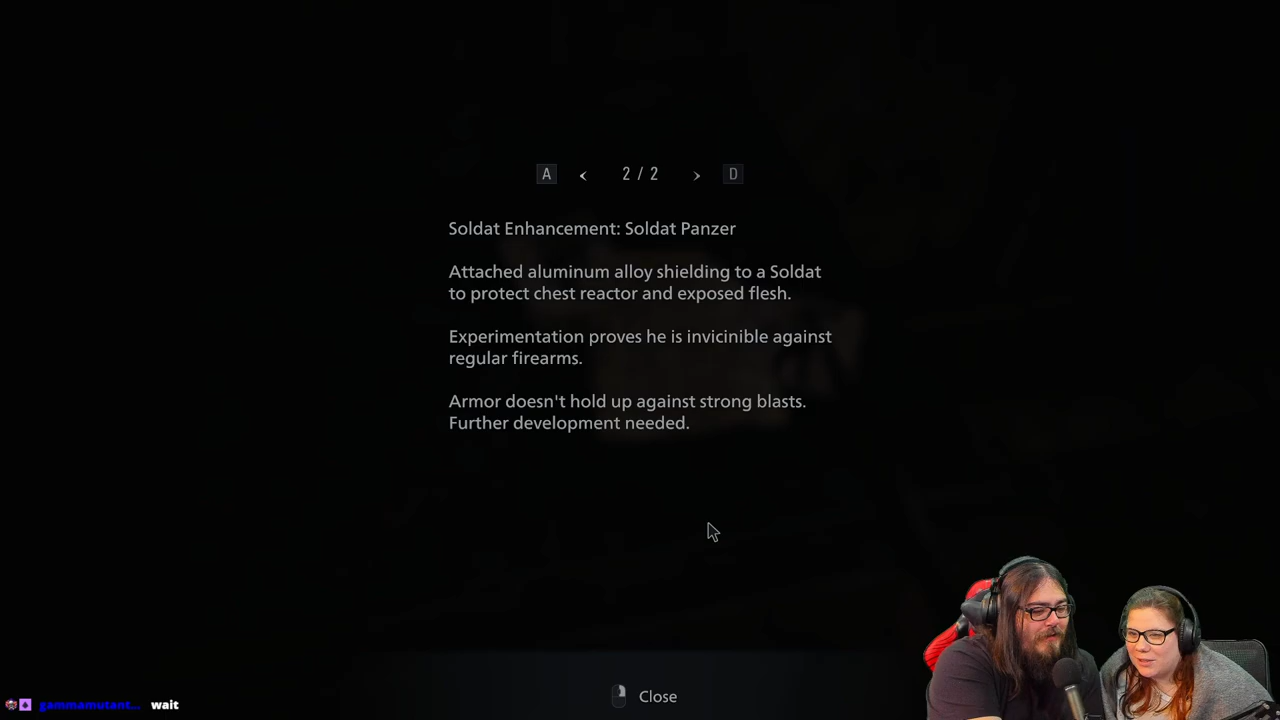 A < 2 / 2 > D
Soldat Enhancement: Soldat Panzer
Attached aluminum alloy shielding to a Soldat
to protect chest reactor and exposed flesh.
Experimentation proves he is invicinible against
regular firearms.
Armor doesn't hold up against strong blasts.
Further development needed.
Close
gammamutant... wait